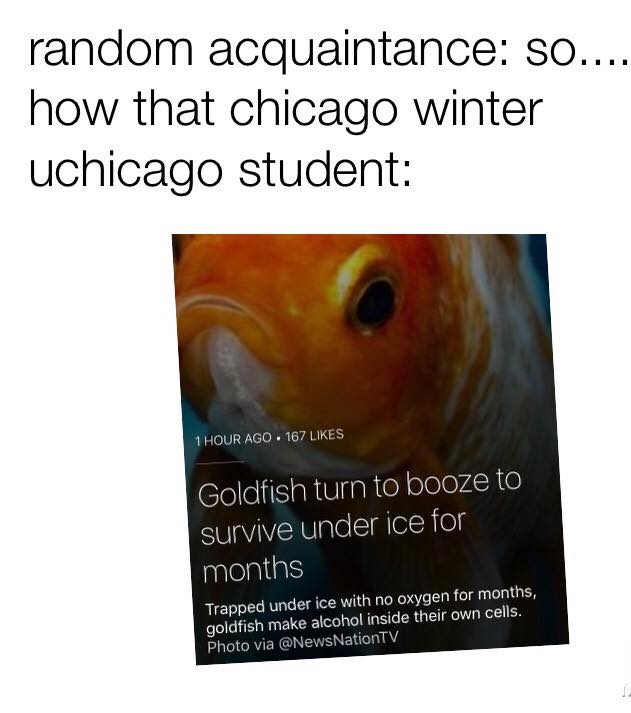 random acquaintance: so....
how that chicago winter
uchicago student:
1 HOUR AGO • 167 LIKES
Goldfish turn to booze to
survive under ice for
months
Trapped under ice with no oxygen for months,
goldfish make alcohol inside their own cells.
Photo via @NewsNationTV